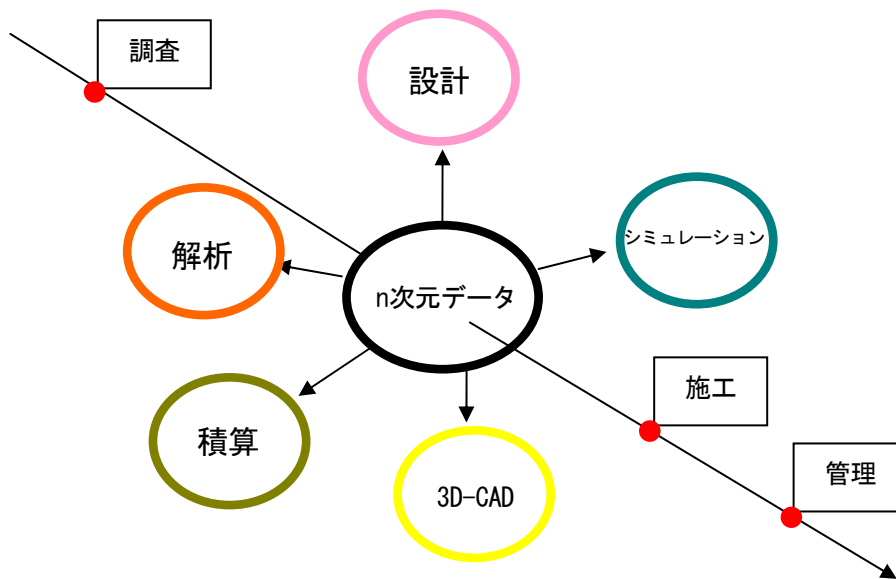 調査
設計
シミュレーション
解析
n次元データ
施工
積算
3D-CAD
管理